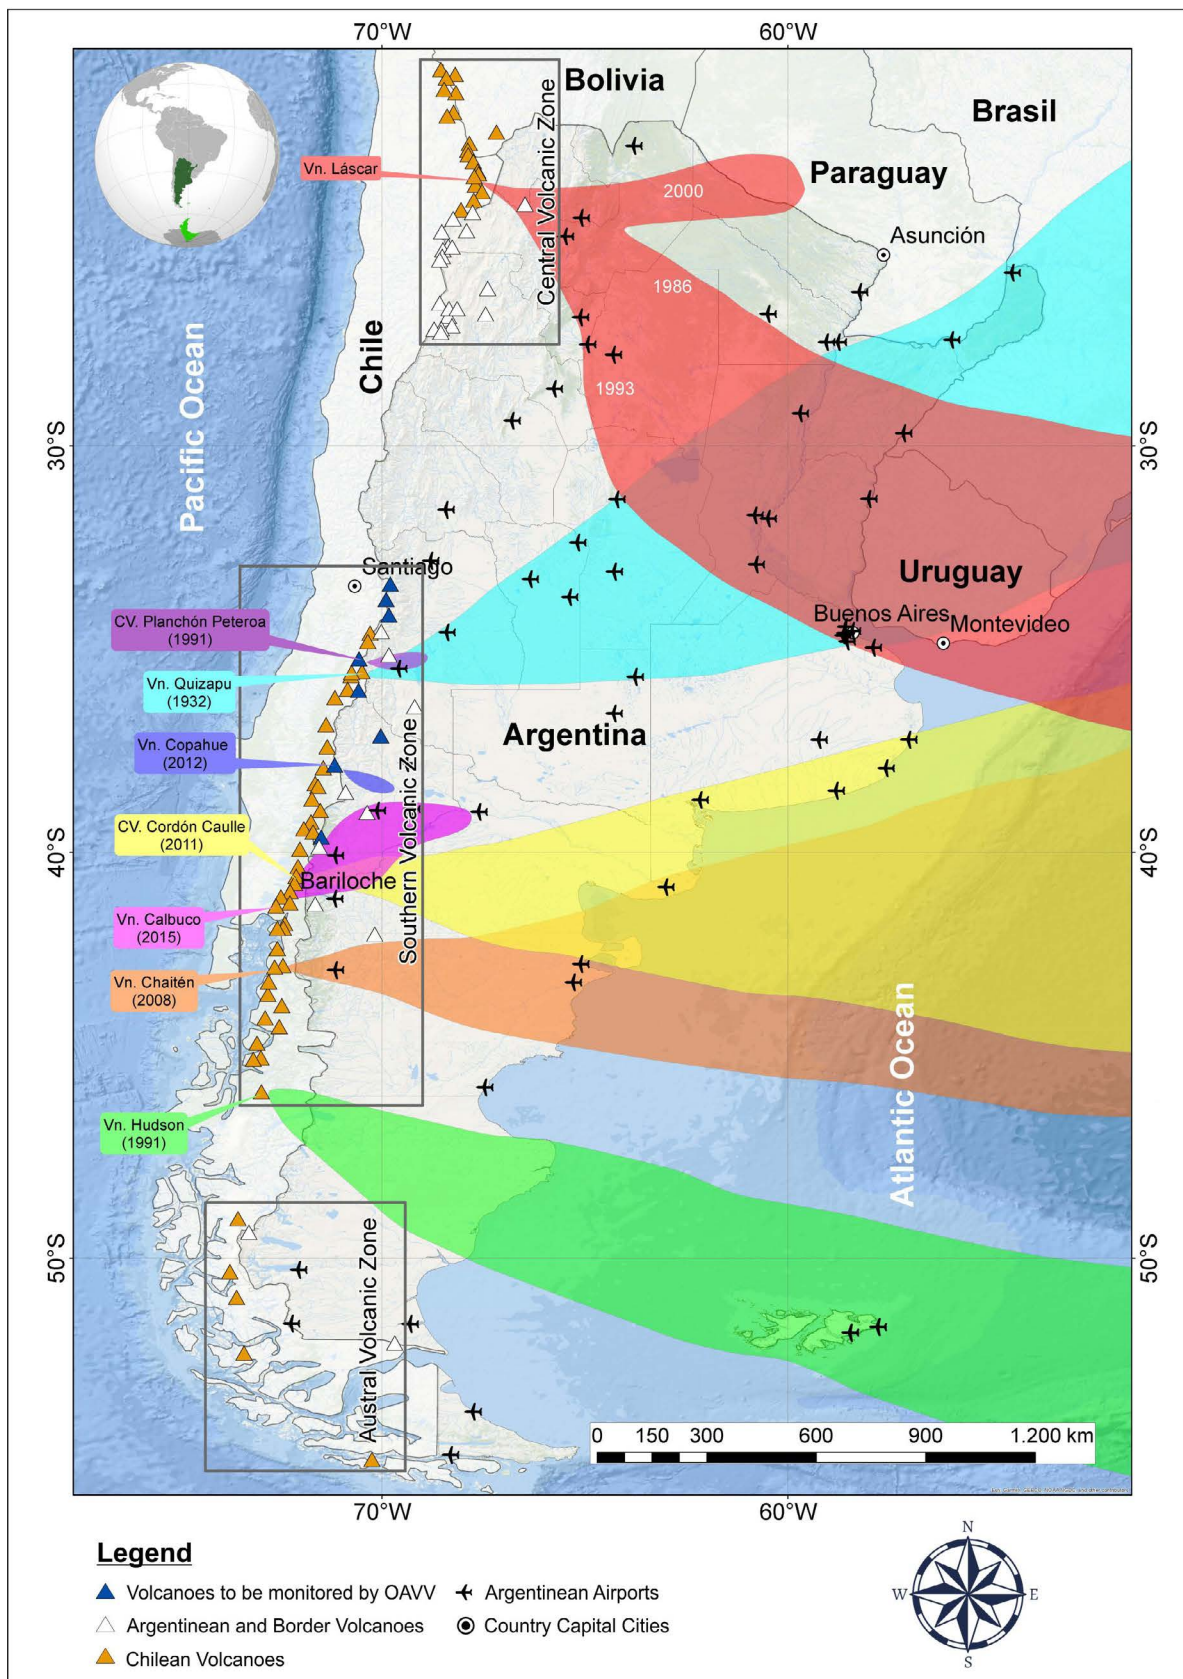 70°W
60°W
Bolivia
Brasil
Central Volcanic Zone
Vn. Láscar
2000
Paraguay
Asunción
1986
Pacific Ocean
Chile
1993
30°S
30°S
Santiago
Uruguay
CV. Planchón Peteroa
(1991)
Buenos Aires
Montevideo
Vn. Quizapu
(1932)
Argentina
Vn. Copahue
(2012)
Southern Volcanic Zone
CV. Cordón Caulle
(2011)
40°S
40°S
Bariloche
Vn. Calbuco
(2015)
Vn. Chaitén
(2008)
Atlantic Ocean
Vn. Hudson
(1991)
50°S
50°S
Austral Volcanic Zone
0 150 300 600 900 1.200 km
70°W
60°W
Legend
Volcanoes to be monitored by OAVV
Argentinean Airports
Argentinean and Border Volcanoes
Country Capital Cities
Chilean Volcanoes
N
W
E
S